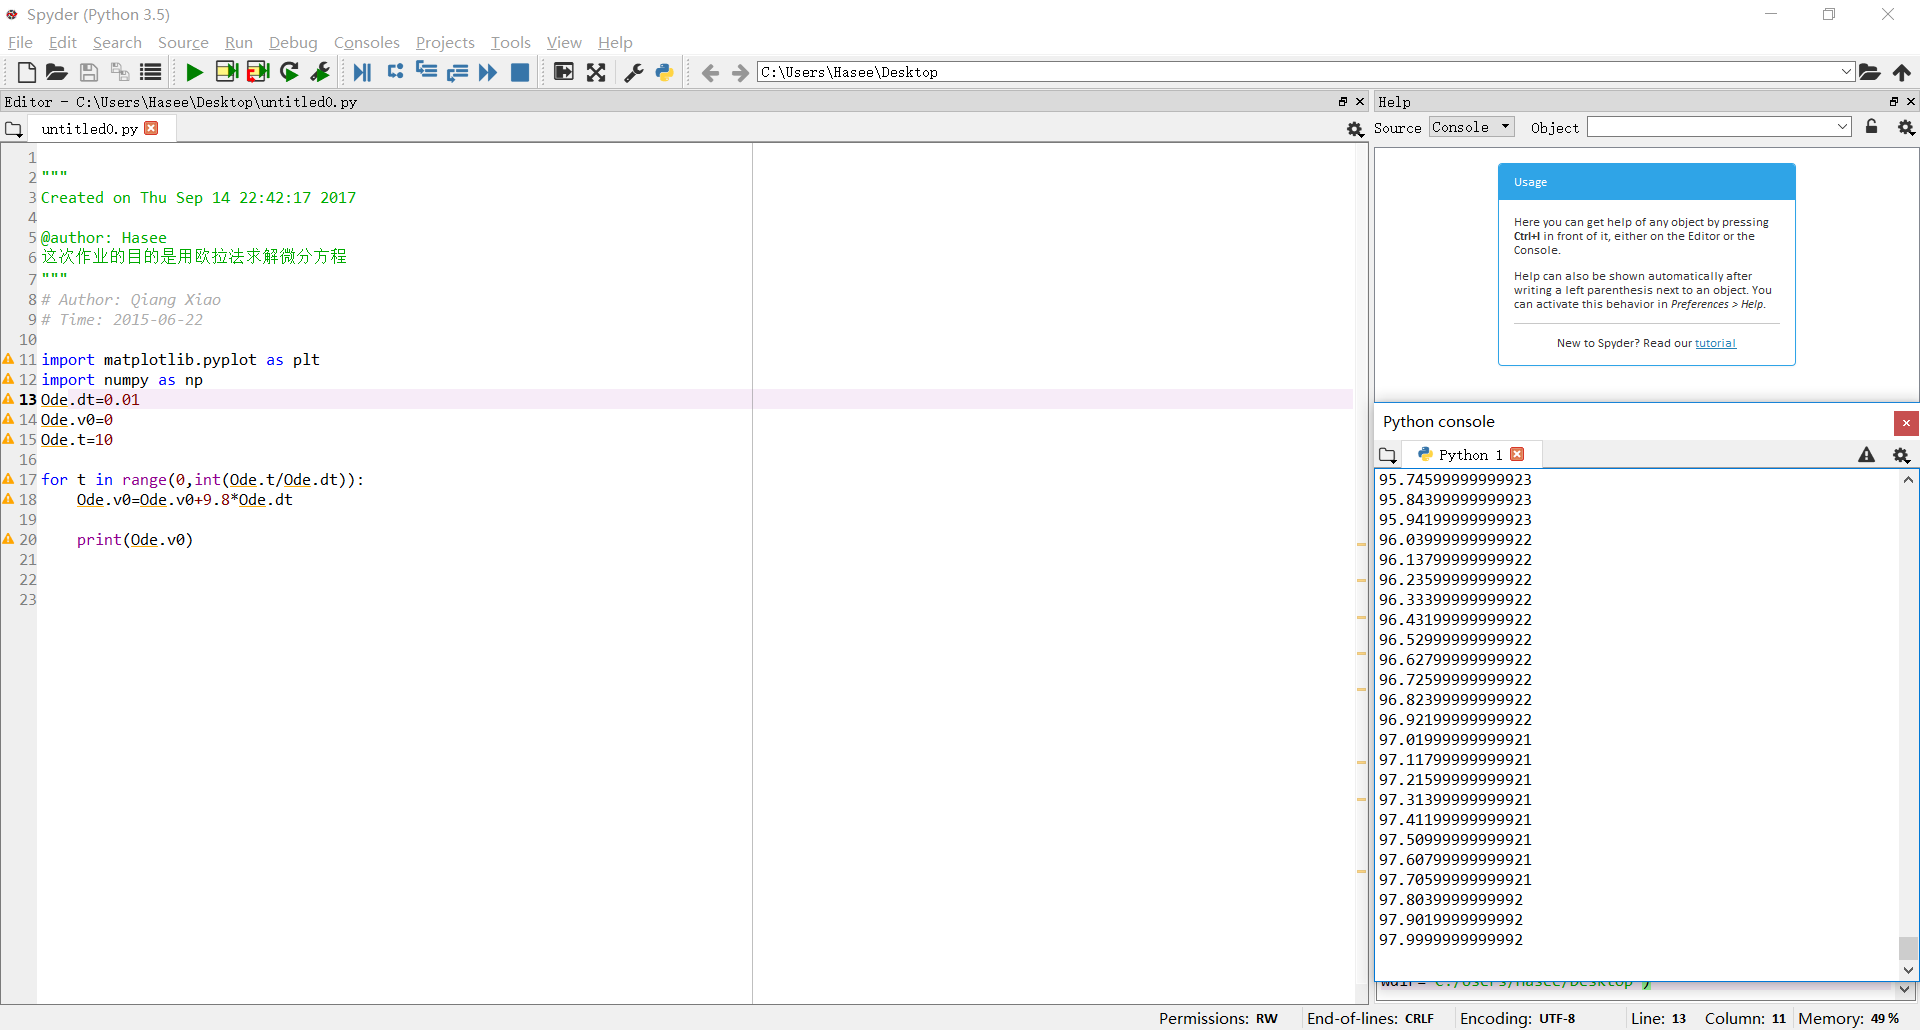 Spyder (Python 3.5)
File Edit Search Source Run Debug Consoles Projects Tools View Help
C:\Users\Hasee\Desktop
Editor - C:\Users\Hasee\Desktop\untitled0.py
untitled0.py
1
2 """
3 Created on Thu Sep 14 22:42:17 2017
4
5 @author: Hasee
6 这次作业的目的是用欧拉法求解微分方程
7 """
8 # Author: Qiang Xiao
9 # Time: 2015-06-22
10
11 import matplotlib.pyplot as plt
12 import numpy as np
13 Ode.dt=0.01
14 Ode.v0=0
15 Ode.t=10
16
17 for t in range(0,int(Ode.t/Ode.dt)):
18 Ode.v0=Ode.v0+9.8*Ode.dt
19
20 print(Ode.v0)
21
22
23
Help
Source Console Object
Usage
Here you can get help of any object by pressing
Ctrl+I in front of it, either on the Editor or the
Console.
Help can also be shown automatically after
writing a left parenthesis next to an object. You
can activate this behavior in Preferences > Help.
New to Spyder? Read our tutorial
Python console
Python 1
95.74599999999923
95.84399999999923
95.94199999999923
96.03999999999922
96.13799999999922
96.23599999999922
96.33399999999922
96.43199999999922
96.52999999999922
96.62799999999922
96.72599999999922
96.82399999999922
96.92199999999922
97.01999999999921
97.11799999999921
97.21599999999921
97.31399999999921
97.41199999999921
97.50999999999921
97.60799999999921
97.70599999999921
97.8039999999992
97.9019999999992
97.9999999999992
wdir='C:/Users/Hasee/Desktop')
Permissions: RW End-of-lines: CRLF Encoding: UTF-8 Line: 13 Column: 11 Memory: 49 %